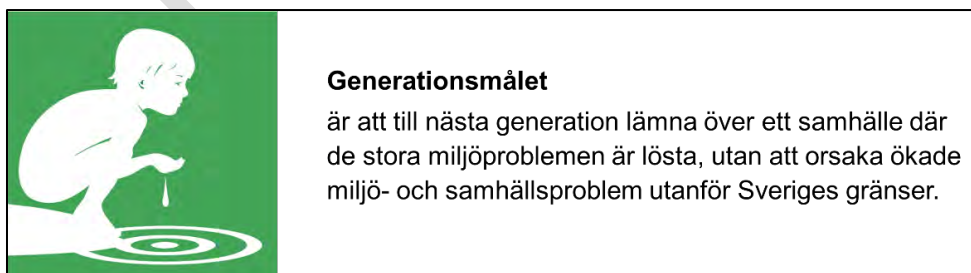 Generationsmålet
är att till nästa generation lämna över ett samhälle där
de stora miljöproblemen är lösta, utan att orsaka ökade
miljö- och samhällsproblem utanför Sveriges gränser.